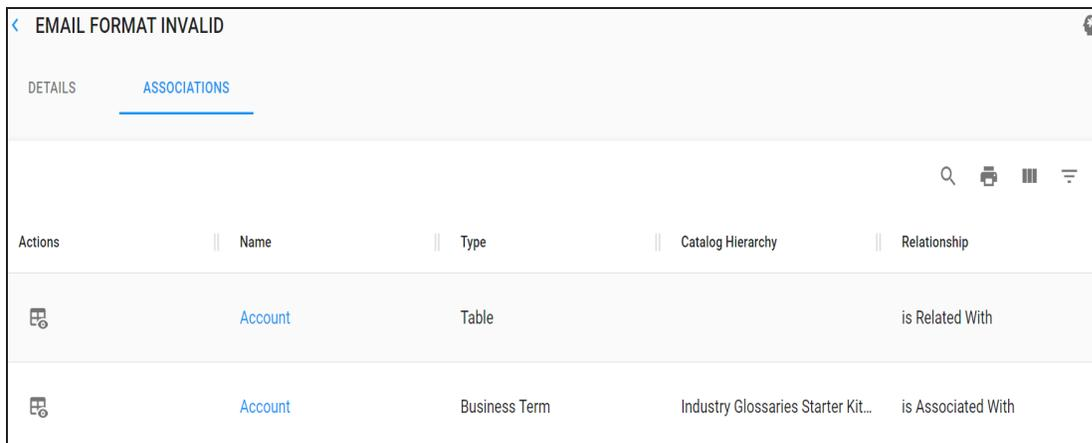 EMAIL FORMAT INVALID
DETAILS ASSOCIATIONS
Actions Name Type Catalog Hierarchy Relationship
Account Table is Related With
Account Business Term Industry Glossaries Starter Kit... is Associated With